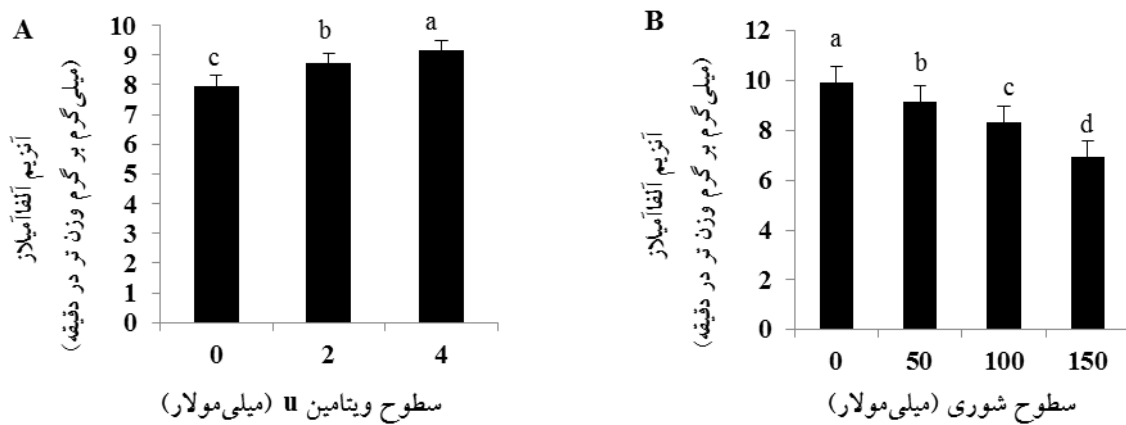 A
10
9
8
7
6
5
4
3
2
1
0
c
b
a
0 2 4
سطوح ویتامین u (میلی‌مولار)
آنزیم آلفاآمیلاز
(میلی‌گرم بر گرم وزن تر در دقیقه)
B
12
10
8
6
4
2
0
a
b
c
d
0 50 100 150
سطوح شوری (میلی‌مولار)
آنزیم آلفاآمیلاز
(میلی‌گرم بر گرم وزن تر در دقیقه)